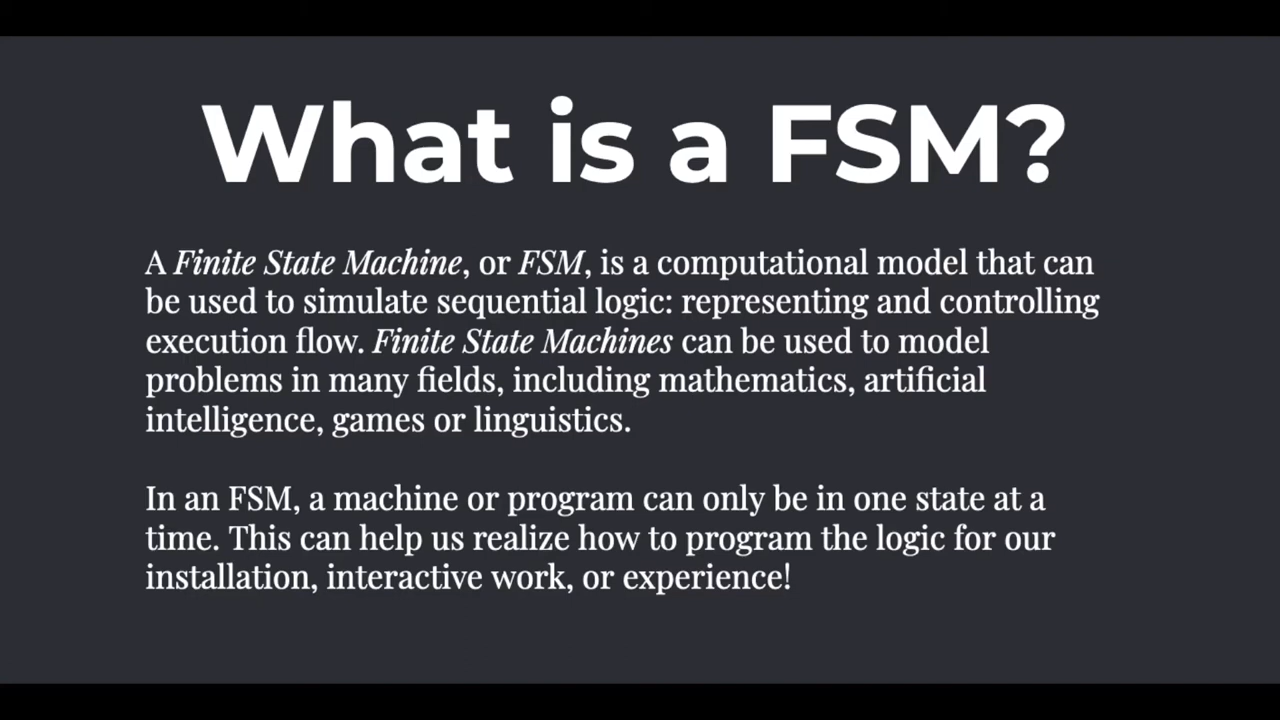 What is a FSM?
A Finite State Machine, or FSM, is a computational model that can
be used to simulate sequential logic: representing and controlling
execution flow. Finite State Machines can be used to model
problems in many fields, including mathematics, artificial
intelligence, games or linguistics.
In an FSM, a machine or program can only be in one state at a
time. This can help us realize how to program the logic for our
installation, interactive work, or experience!